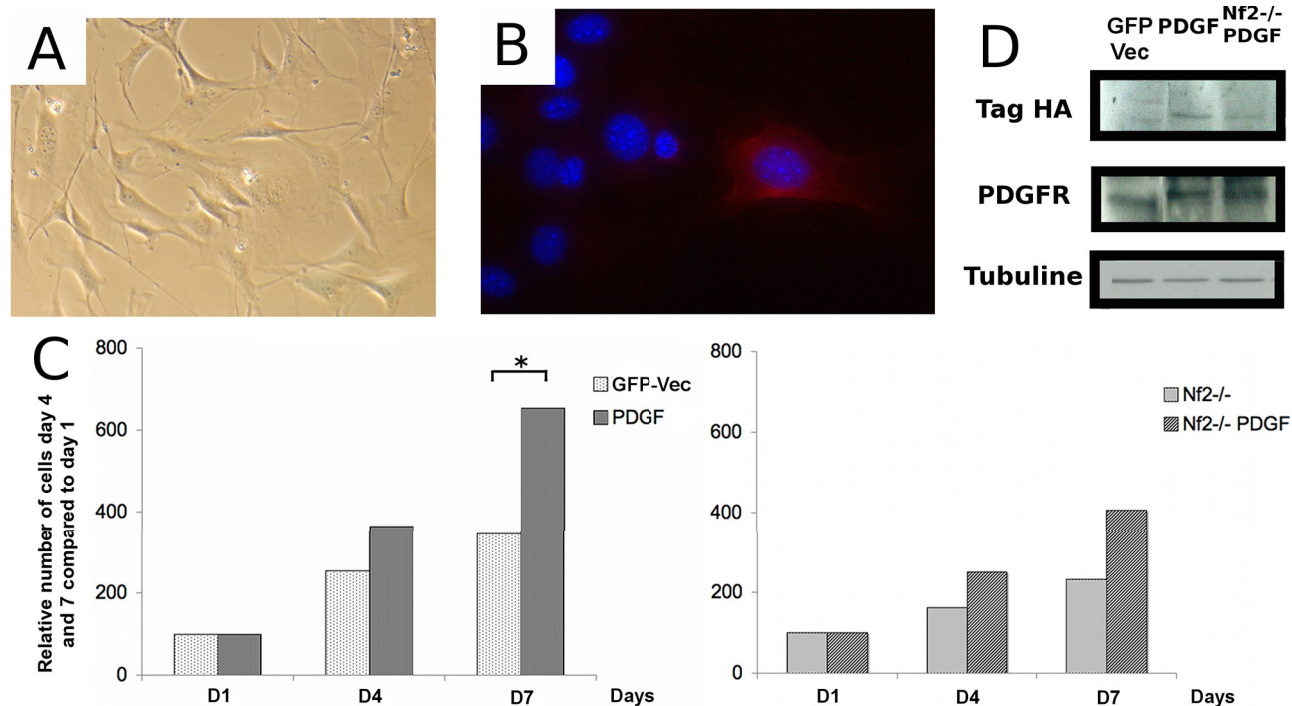 A
B
D
GFP Vec
PDGF
Nf2-/- PDGF
Tag HA
PDGFR
Tubuline
C
Relative number of cells day 4
and 7 compared to day 1
800
600
400
200
0
*
GFP-Vec
PDGF
D1
D4
D7
Days
800
600
400
200
0
Nf2-/-
Nf2-/- PDGF
D1
D4
D7
Days